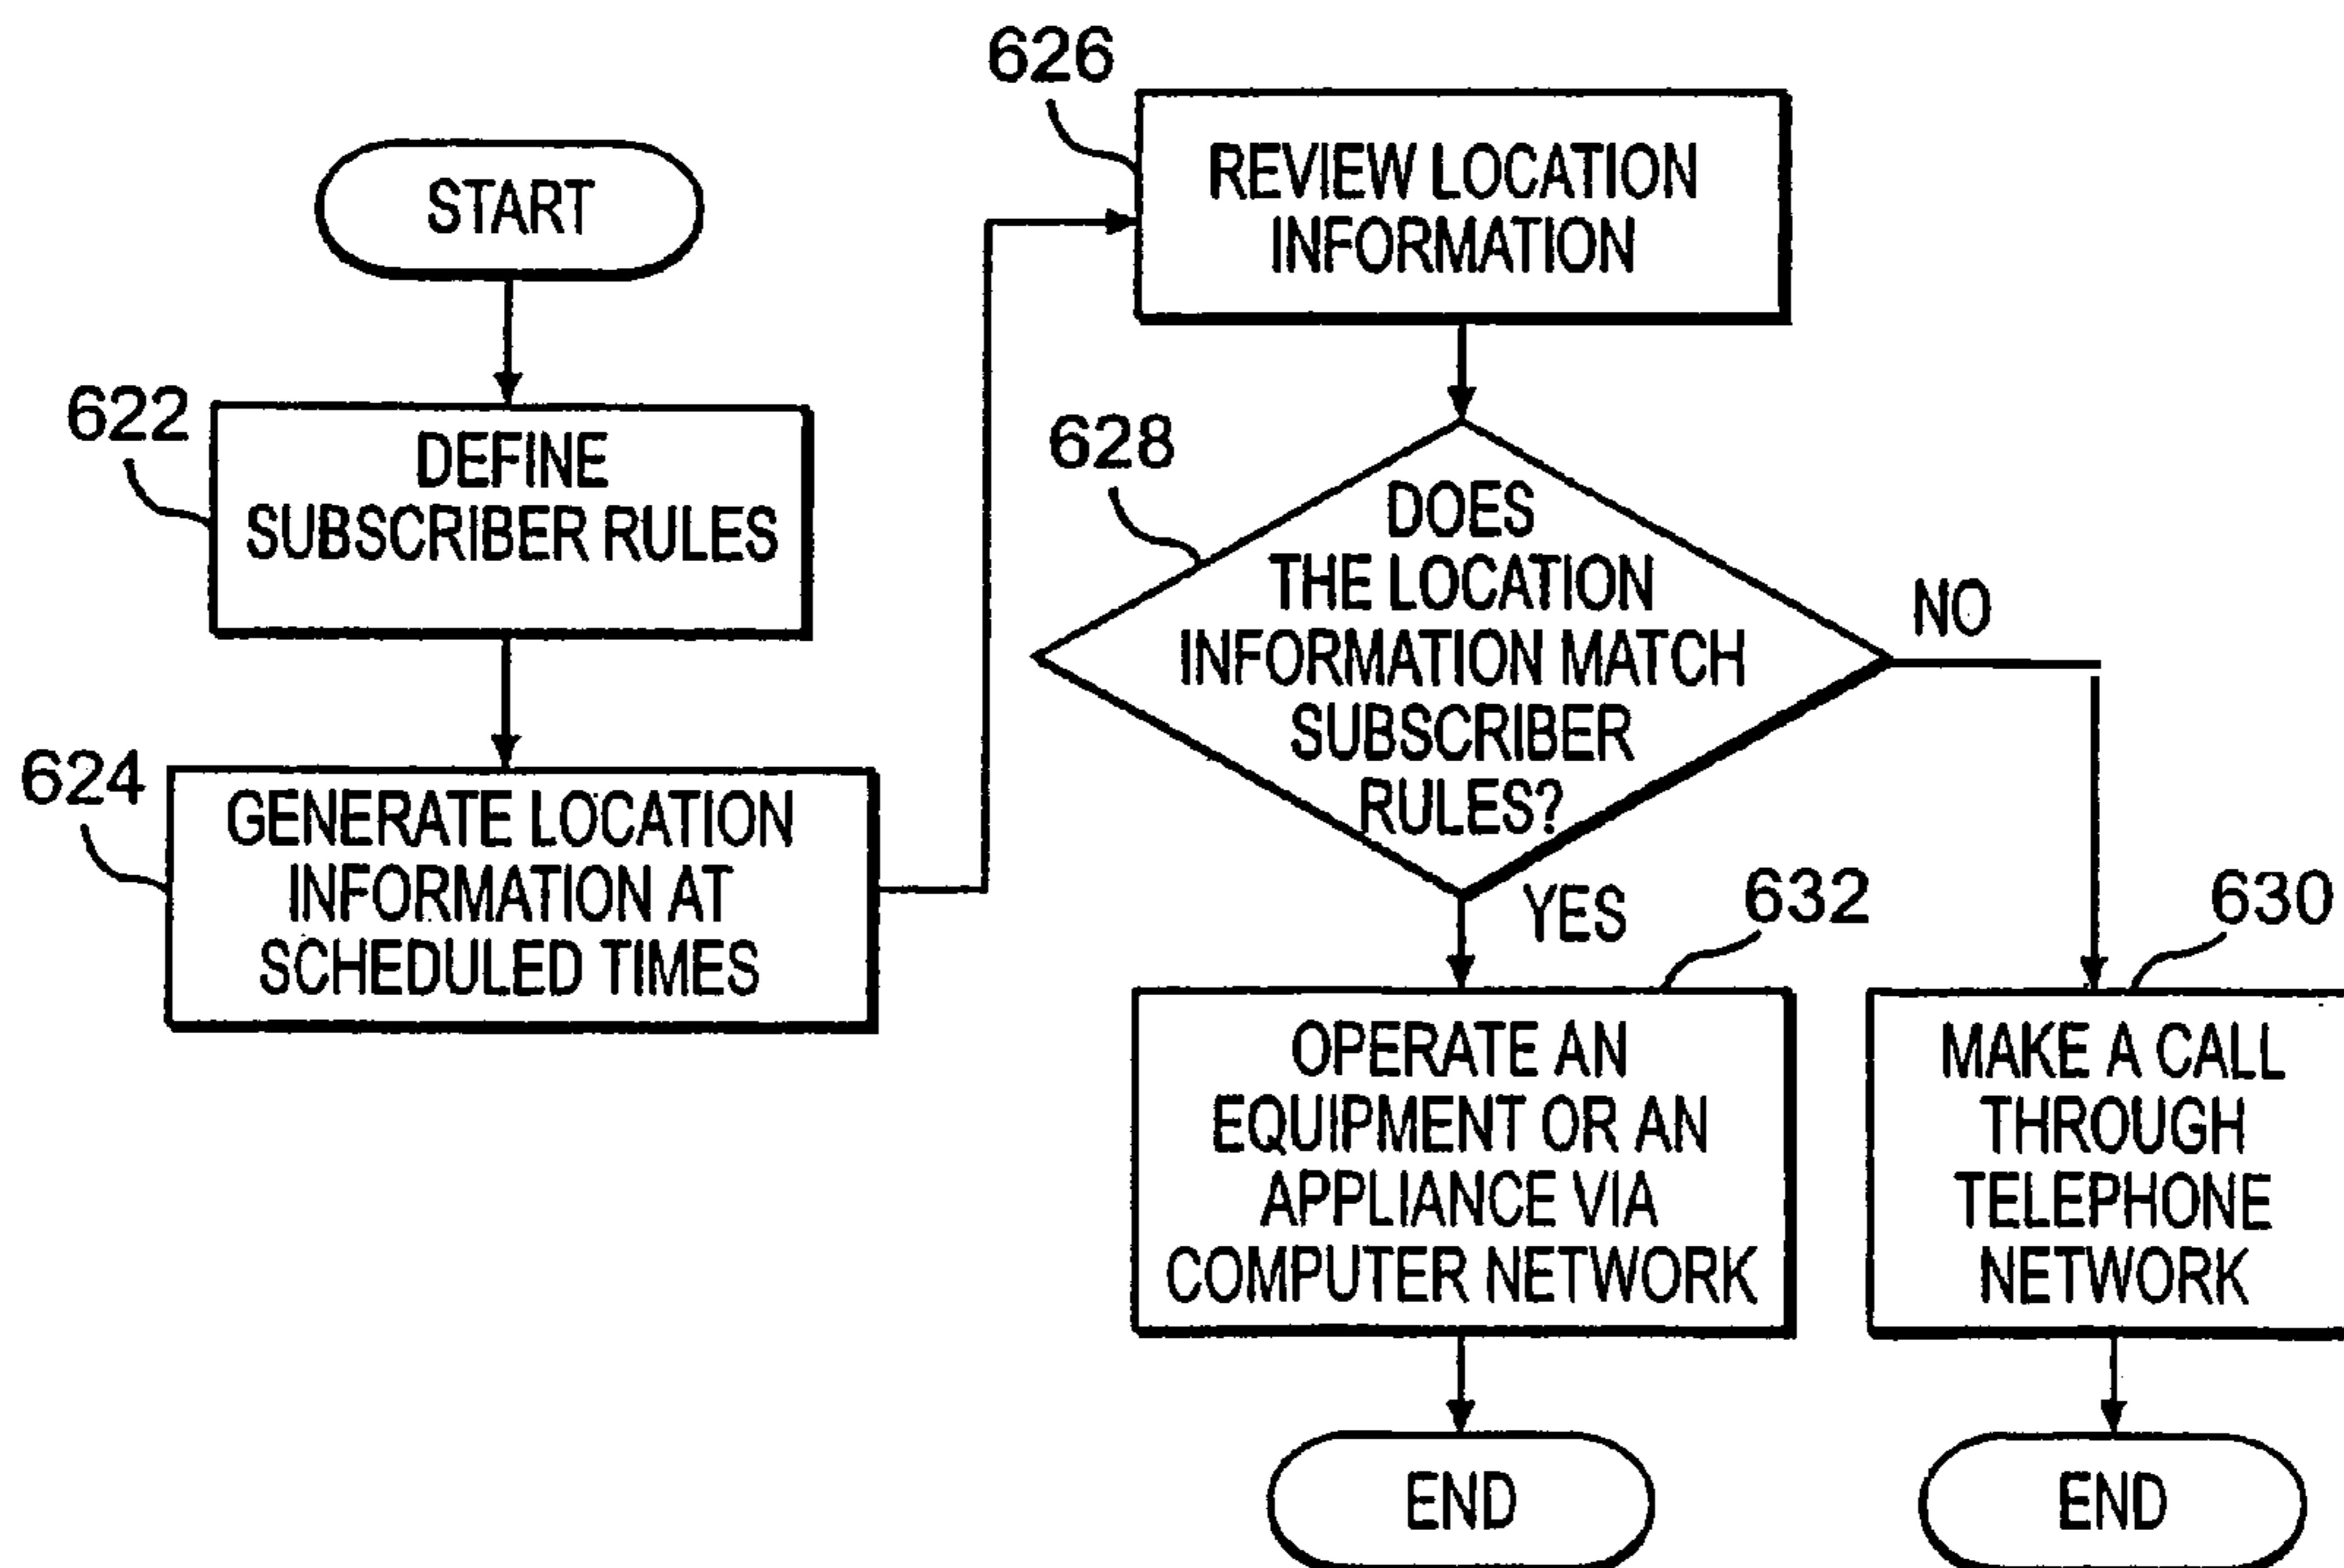 START
622
DEFINE
SUBSCRIBER RULES
624
GENERATE LOCATION
INFORMATION AT
SCHEDULED TIMES
626
REVIEW LOCATION
INFORMATION
628
DOES
THE LOCATION
INFORMATION MATCH
SUBSCRIBER
RULES?
NO
YES
632
OPERATE AN
EQUIPMENT OR AN
APPLIANCE VIA
COMPUTER NETWORK
END
630
MAKE A CALL
THROUGH
TELEPHONE
NETWORK
END